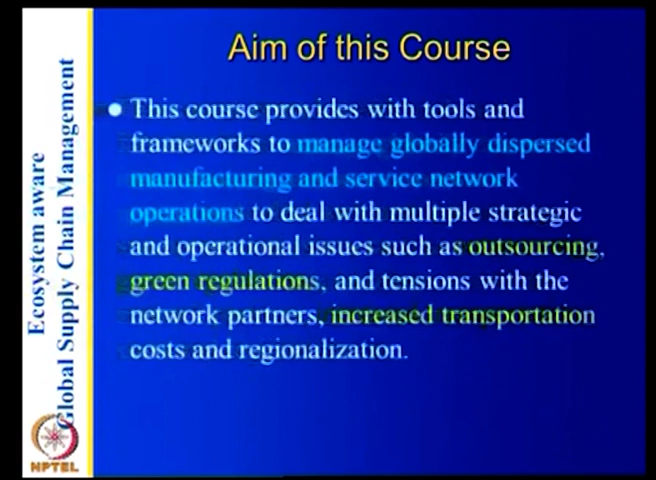 Aim of this Course
This course provides with tools and
frameworks to manage globally dispersed
manufacturing and service network
operations to deal with multiple strategic
and operational issues such as outsourcing,
green regulations, and tensions with the
network partners, increased transportation
costs and regionalization.
Ecosystem aware
Global Supply Chain Management
NPTEL